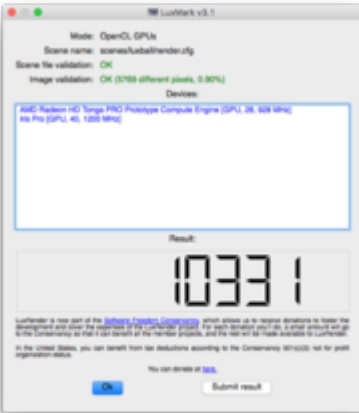 LuxMark v3.1
Mode: OpenCL GPUs
Scene name: scenes/luxball/render.cfg
Scene file validation: OK
Image validation: OK (5769 different pixels, 0.90%)
Devices:
AMD Radeon HD Tonga PRO Prototype Compute Engine [GPU, 28, 928 MHz]
Iris Pro [GPU, 40, 1200 MHz]
Result:
10331
LuxRender is now part of the Software Freedom Conservancy, which allows us to receive donations to foster the
development and cover the expenses of the LuxRender project. For each donation you'll do, a small amount will go
to the Conservancy so that it can benefit all the member projects, and the rest will be made available to LuxRender.
In the United States, you can benefit from tax deductions according to the Conservancy 501(c)(3) not for profit
organization status.
You can donate at here.
Ok
Submit result